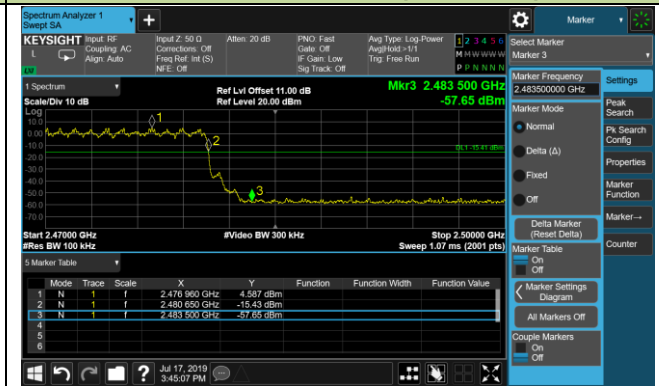 Spectrum Analyzer 1
Swept SA
Marker
KEYSIGHT
Input: RF
Coupling: AC
Align: Auto
Input Z: 50 Ω
Corrections: Off
Freq Ref: Int (S)
NFE: Off
Atten: 20 dB
PNO: Fast
Gate: Off
IF Gain: Low
Sig Track: Off
Avg Type: Log-Power
Avg|Hold:>1/1
Trig: Free Run
1 2 3 4 5 6
M W W W W W
P P N N N N
L
Select Marker
Marker 3
1 Spectrum
Scale/Div 10 dB
Log
Ref Lvl Offset 11.00 dB
Ref Level 20.00 dBm
Mkr3 2.483 500 GHz
-57.65 dBm
10.0
0.00
-10.0
-20.0
-30.0
-40.0
-50.0
-60.0
-70.0
1
2
3
DL1 -15.41 dBm
Start 2.47000 GHz
#Res BW 100 kHz
#Video BW 300 kHz
Stop 2.50000 GHz
Sweep 1.07 ms (2001 pts)
5 Marker Table
Mode Trace Scale X Y Function Function Width Function Value
1 N 1 f 2.476 960 GHz 4.587 dBm
2 N 1 f 2.480 650 GHz -15.43 dBm
3 N 1 f 2.483 500 GHz -57.65 dBm
4
5
6
Marker Frequency
2.483500000 GHz
Marker Mode
Normal
Delta (Δ)
Fixed
Off
Delta Marker
(Reset Delta)
Marker Table
On
Off
Marker Settings
Diagram
All Markers Off
Couple Markers
On
Off
Settings
Peak
Search
Pk Search
Config
Properties
Marker
Function
Marker→
Counter
?
Jul 17, 2019
3:45:07 PM